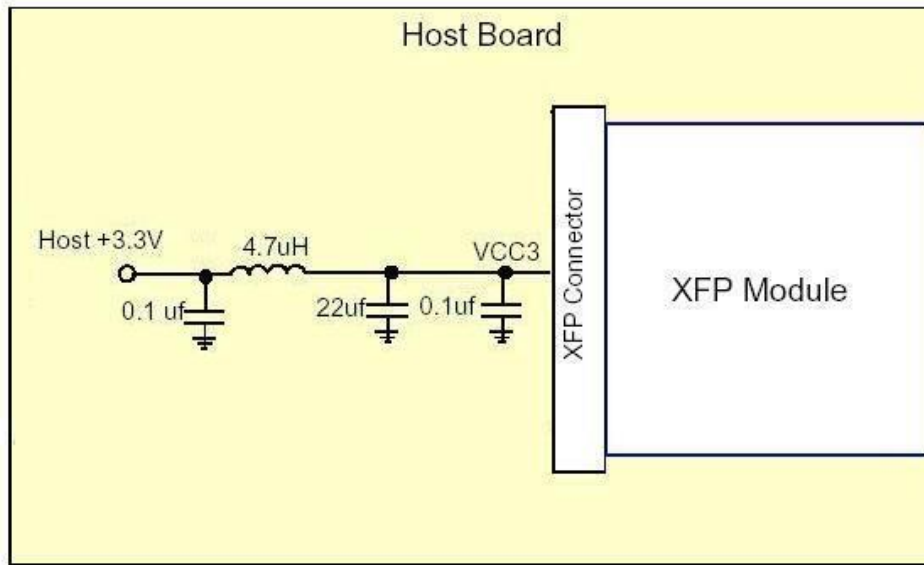 Host Board
Host +3.3V
4.7uH
VCC3
0.1 uf
22uf
0.1uf
XFP Connector
XFP Module